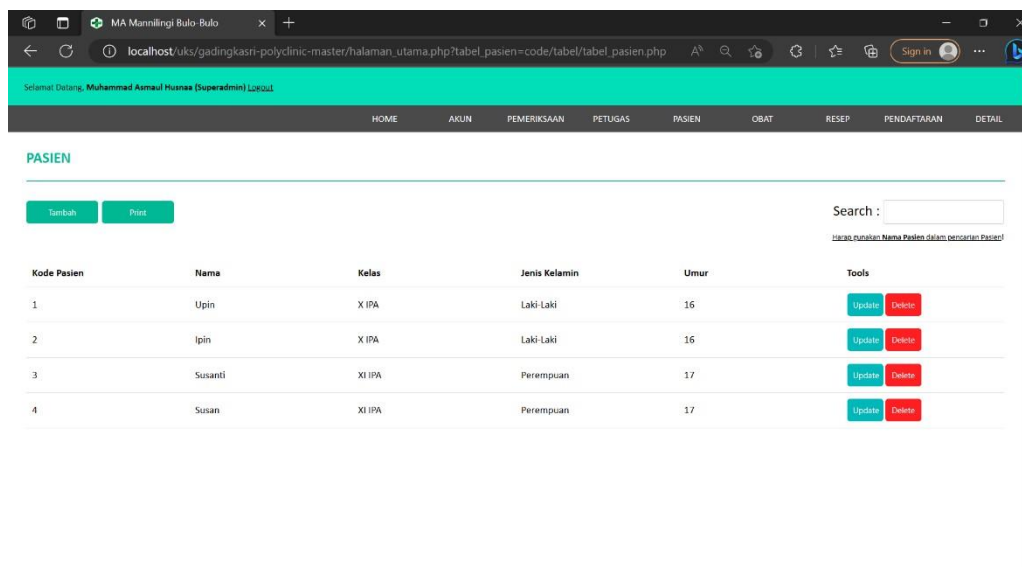 MA Mannilingi Bulo-Bulo
localhost/uks/gadingkasri-polyclinic-master/halaman_utama.php?tabel_pasien=code/tabel/tabel_pasien.php
Sign in
Selamat Datang, Muhammad Asmaul Husnaa (Superadmin) Logout
HOME AKUN PEMERIKSAAN PETUGAS PASIEN OBAT RESEP PENDAFTARAN DETAIL
PASIEN
Tambah Print Search :
Harap gunakan Nama Pasien dalam pencarian Pasien!
Kode Pasien Nama Kelas Jenis Kelamin Umur Tools
1 Upin X IPA Laki-Laki 16 Update Delete
2 Ipin X IPA Laki-Laki 16 Update Delete
3 Susanti XI IPA Perempuan 17 Update Delete
4 Susan XI IPA Perempuan 17 Update Delete